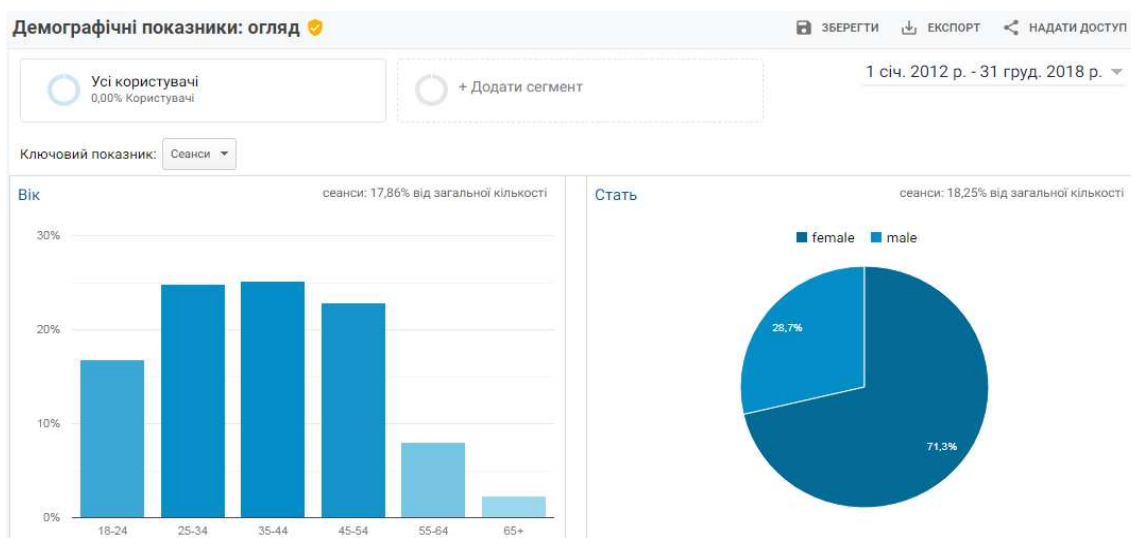 Демографічні показники: огляд
ЗБЕРЕГТИ ЕКСПОРТ НАДАТИ ДОСТУП
Усі користувачі
0,00% Користувачі
+ Додати сегмент
1 січ. 2012 р. - 31 груд. 2018 р.
Ключовий показник: Сеанси
Вік
сеанси: 17,86% від загальної кількості
30%
20%
10%
0%
18-24 25-34 35-44 45-54 55-64 65+
Стать
сеанси: 18,25% від загальної кількості
female male
28,7%
71,3%